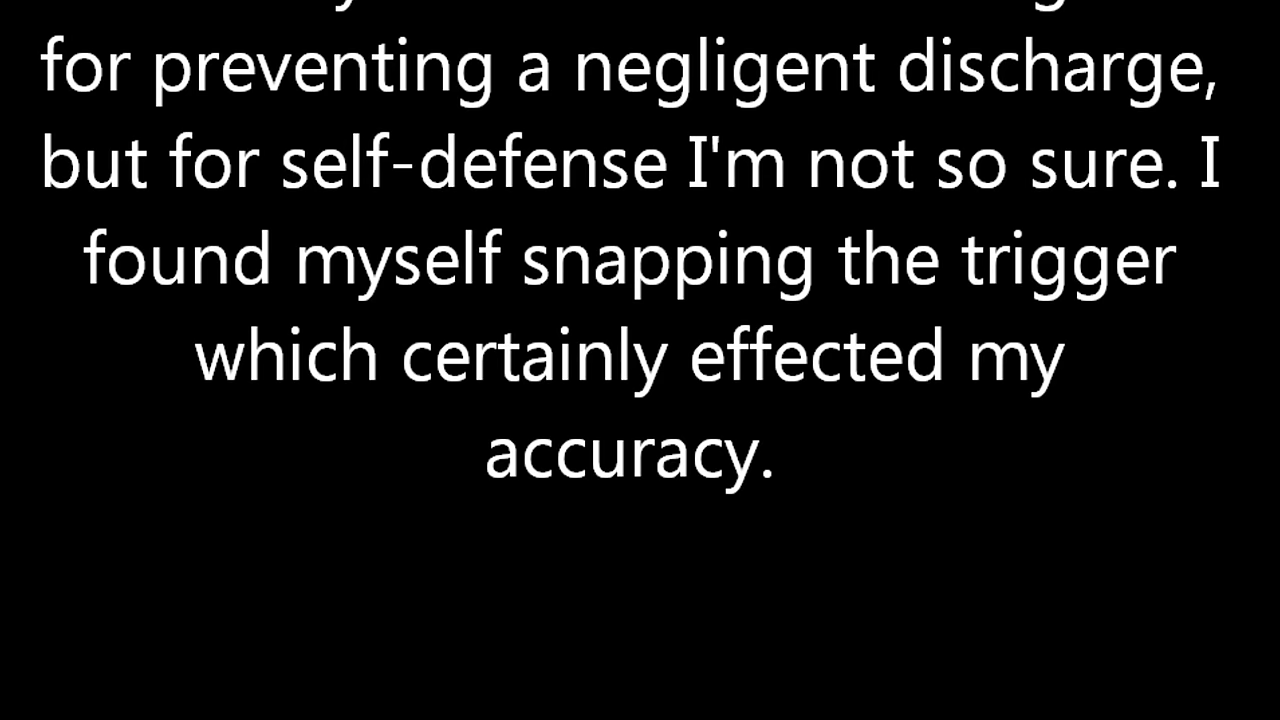 for preventing a negligent discharge,
but for self-defense I'm not so sure. I
found myself snapping the trigger
which certainly effected my
accuracy.